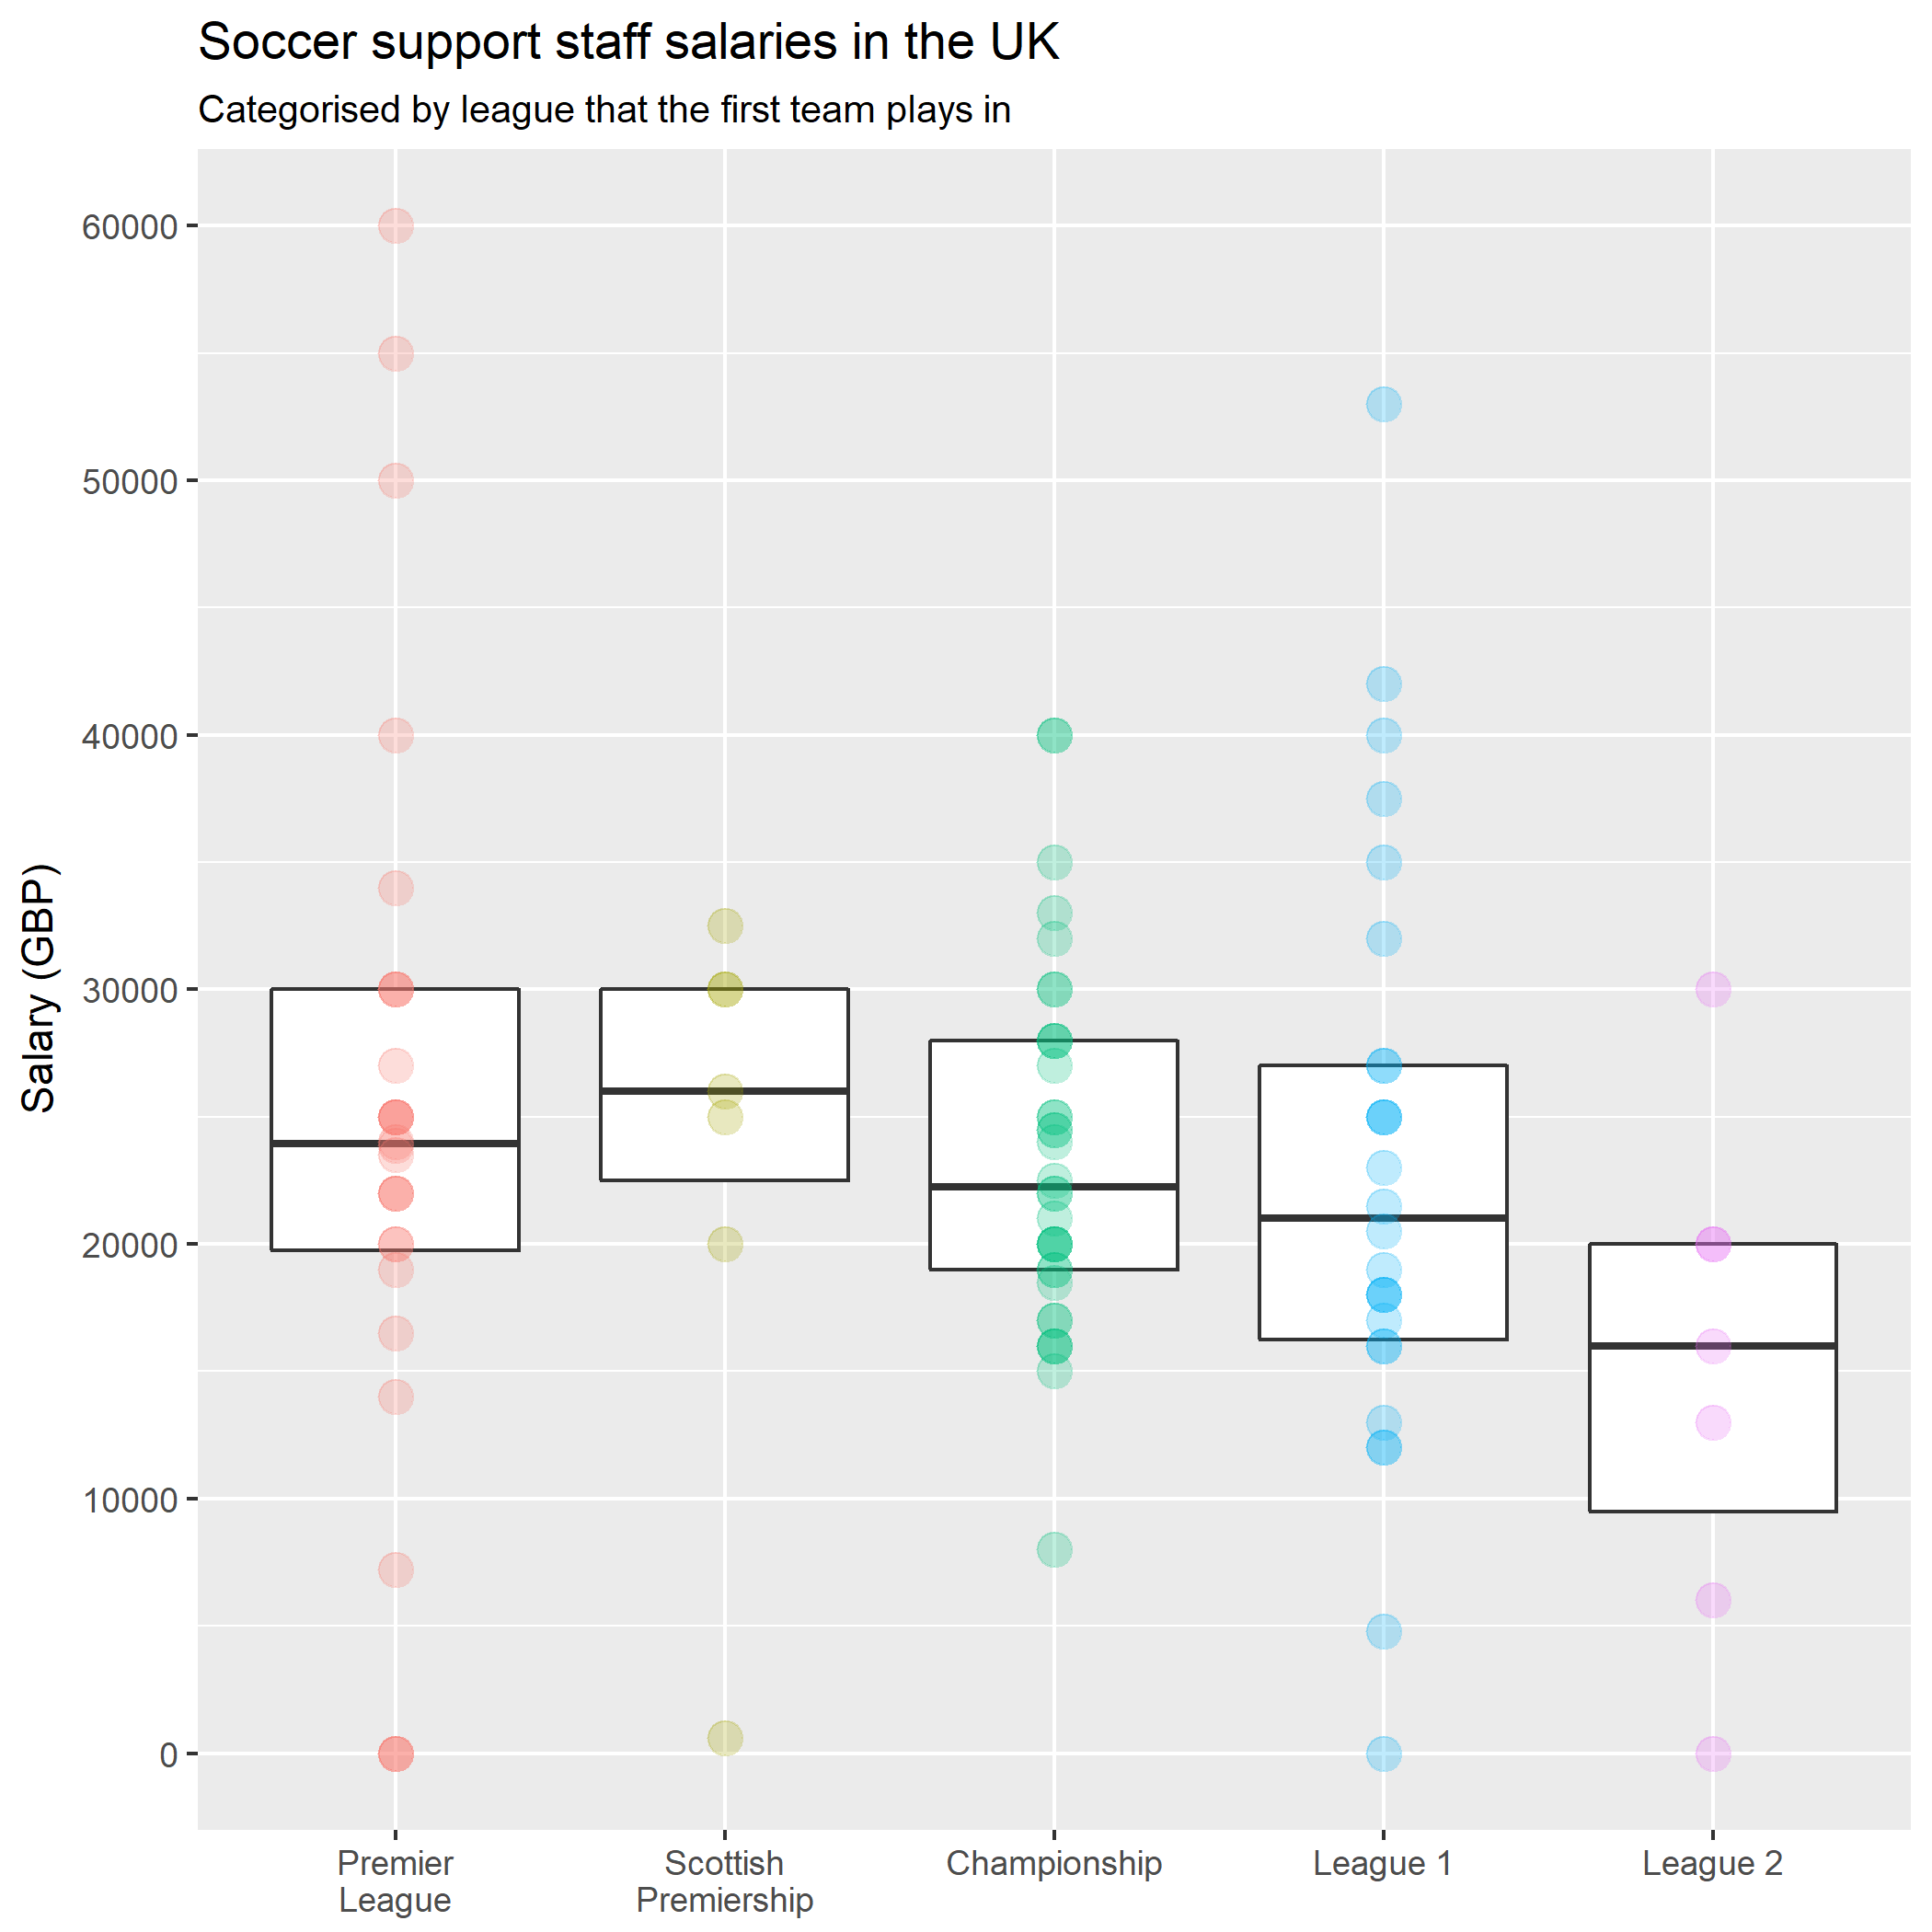 Soccer support staff salaries in the UK
Categorised by league that the first team plays in
60000
50000
40000
30000
20000
10000
0
Salary (GBP)
Premier
League
Scottish
Premiership
Championship
League 1
League 2